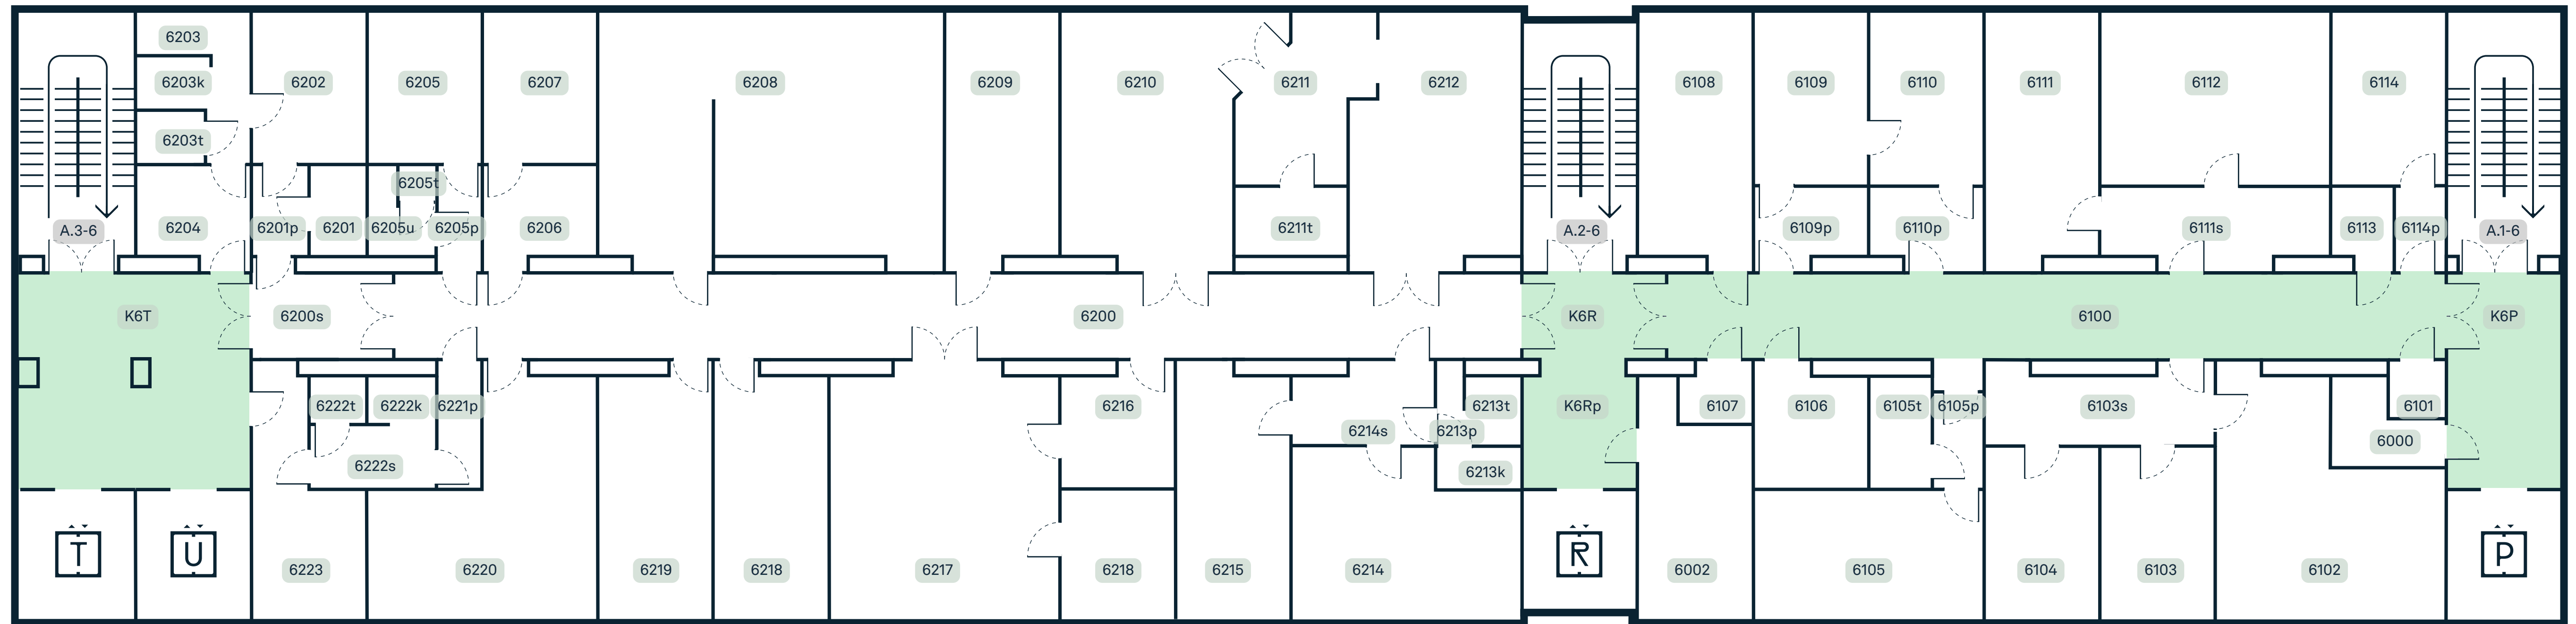 6203
6203k
6202
6205
6207
6208
6209
6210
6211
6212
6108
6109
6110
6111
6112
6114
6203t
6205t
A.3-6
6204
6201p
6201
6205u
6205p
6206
6211t
A.2-6
6109p
6110p
6111s
6113
6114p
A.1-6
K6T
6200s
6200
K6R
6100
K6P
6222t
6222k
6221p
6216
6213t
K6Rp
6107
6106
6105t
6105p
6103s
6101
6214s
6213p
6000
6222s
6213k
T
U
R
P
6223
6220
6219
6218
6217
6218
6215
6214
6002
6105
6104
6103
6102